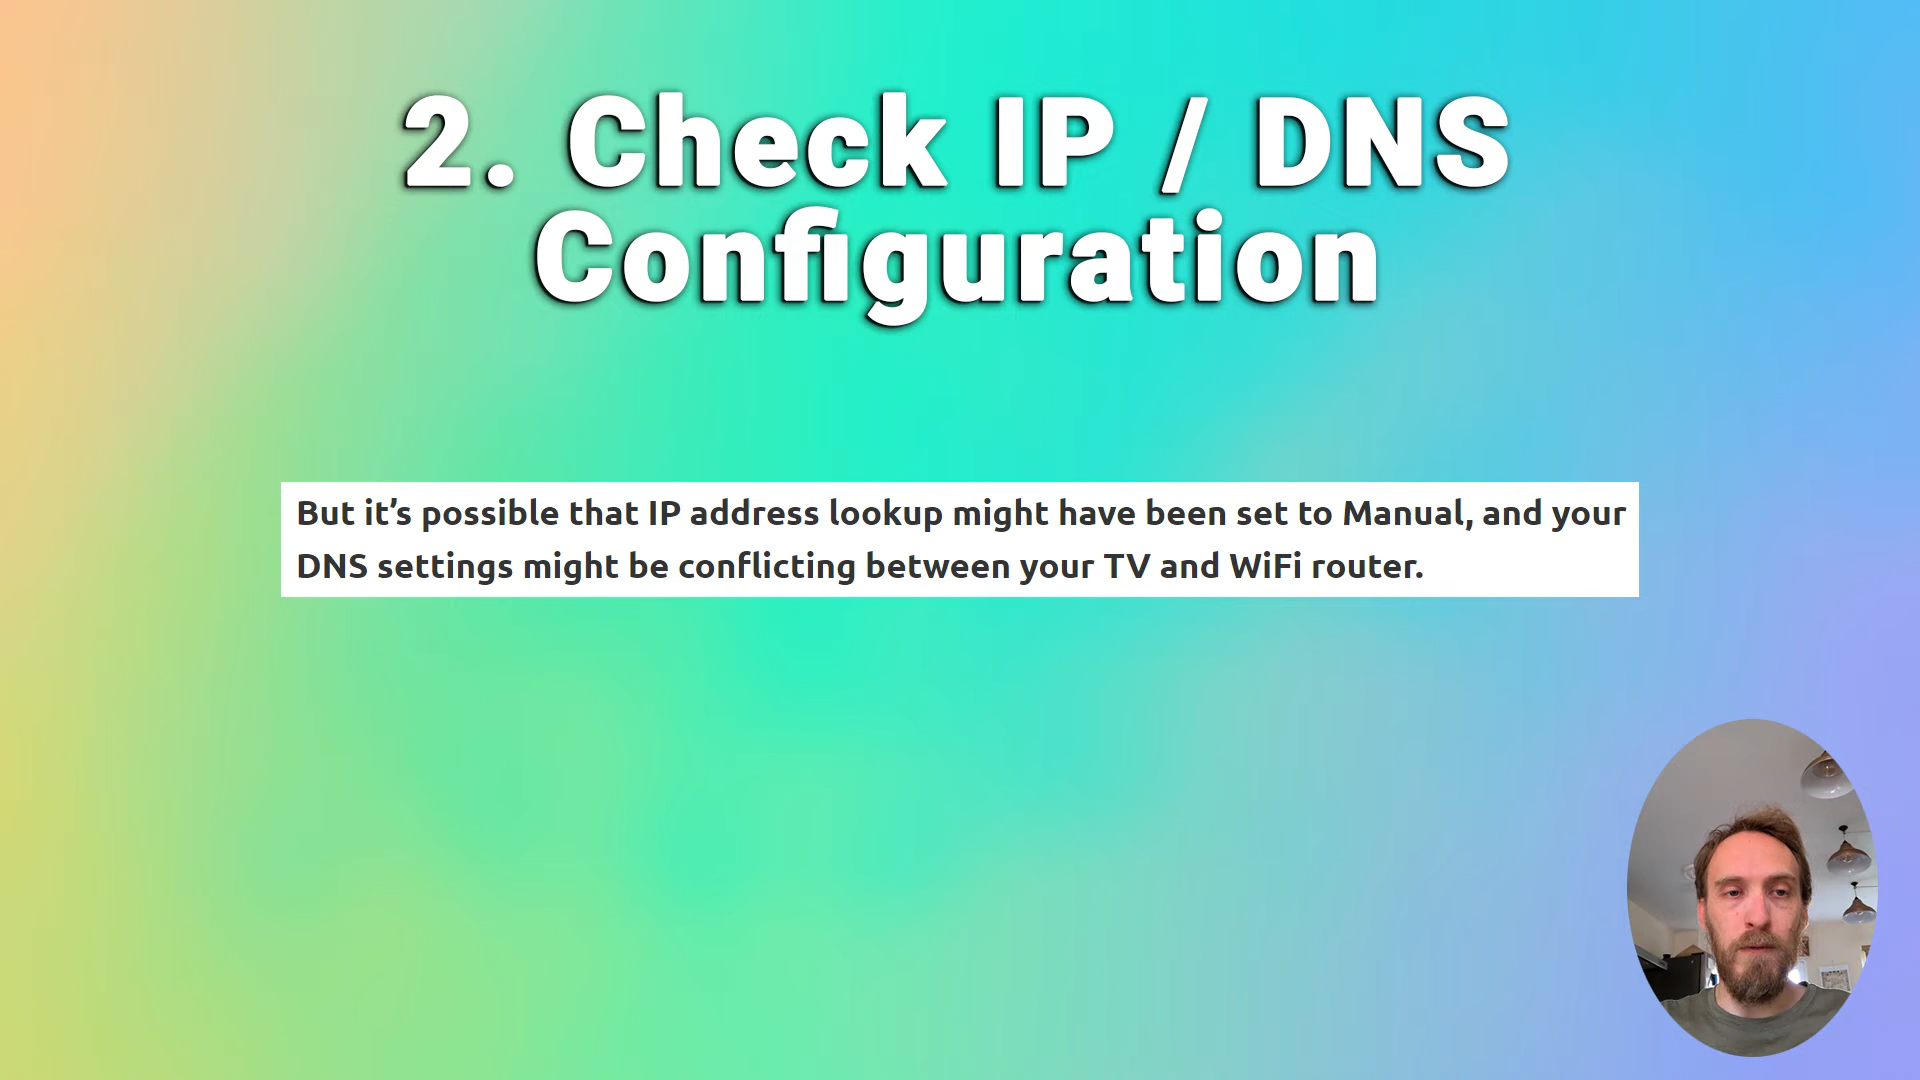 2. Check IP / DNS
Configuration
But it’s possible that IP address lookup might have been set to Manual, and your
DNS settings might be conflicting between your TV and WiFi router.